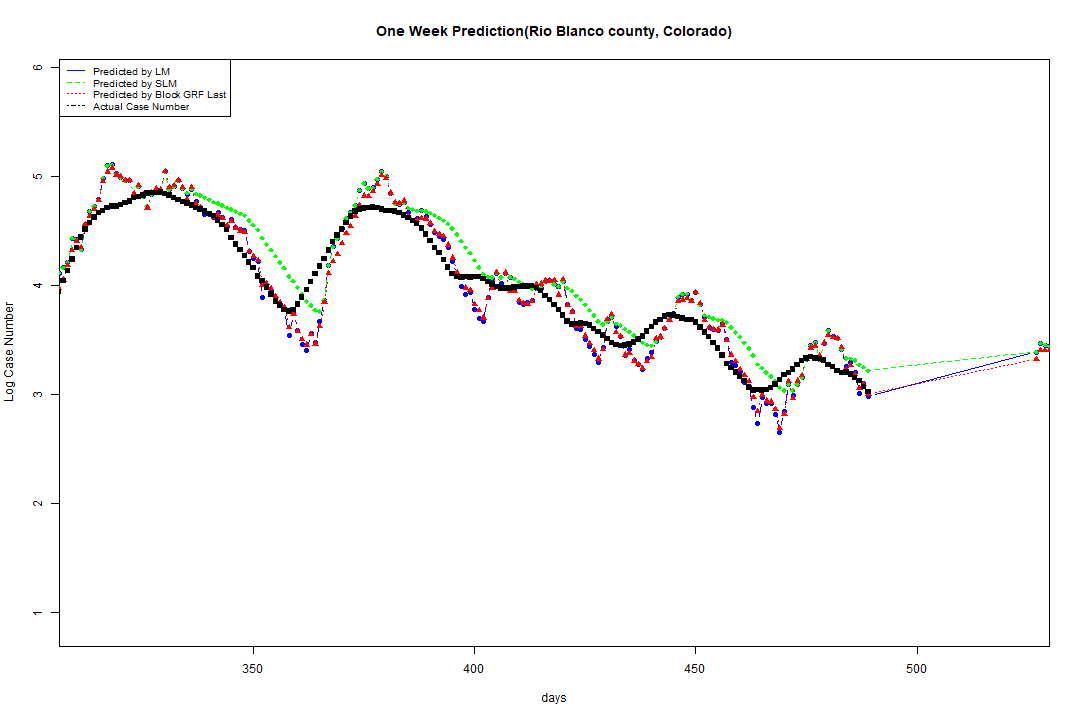 One Week Prediction(Rio Blanco county, Colorado)
Predicted by LM
Predicted by SLM
Predicted by Block GRF Last
Actual Case Number
6
5
4
3
2
1
Log Case Number
350
400
450
500
days